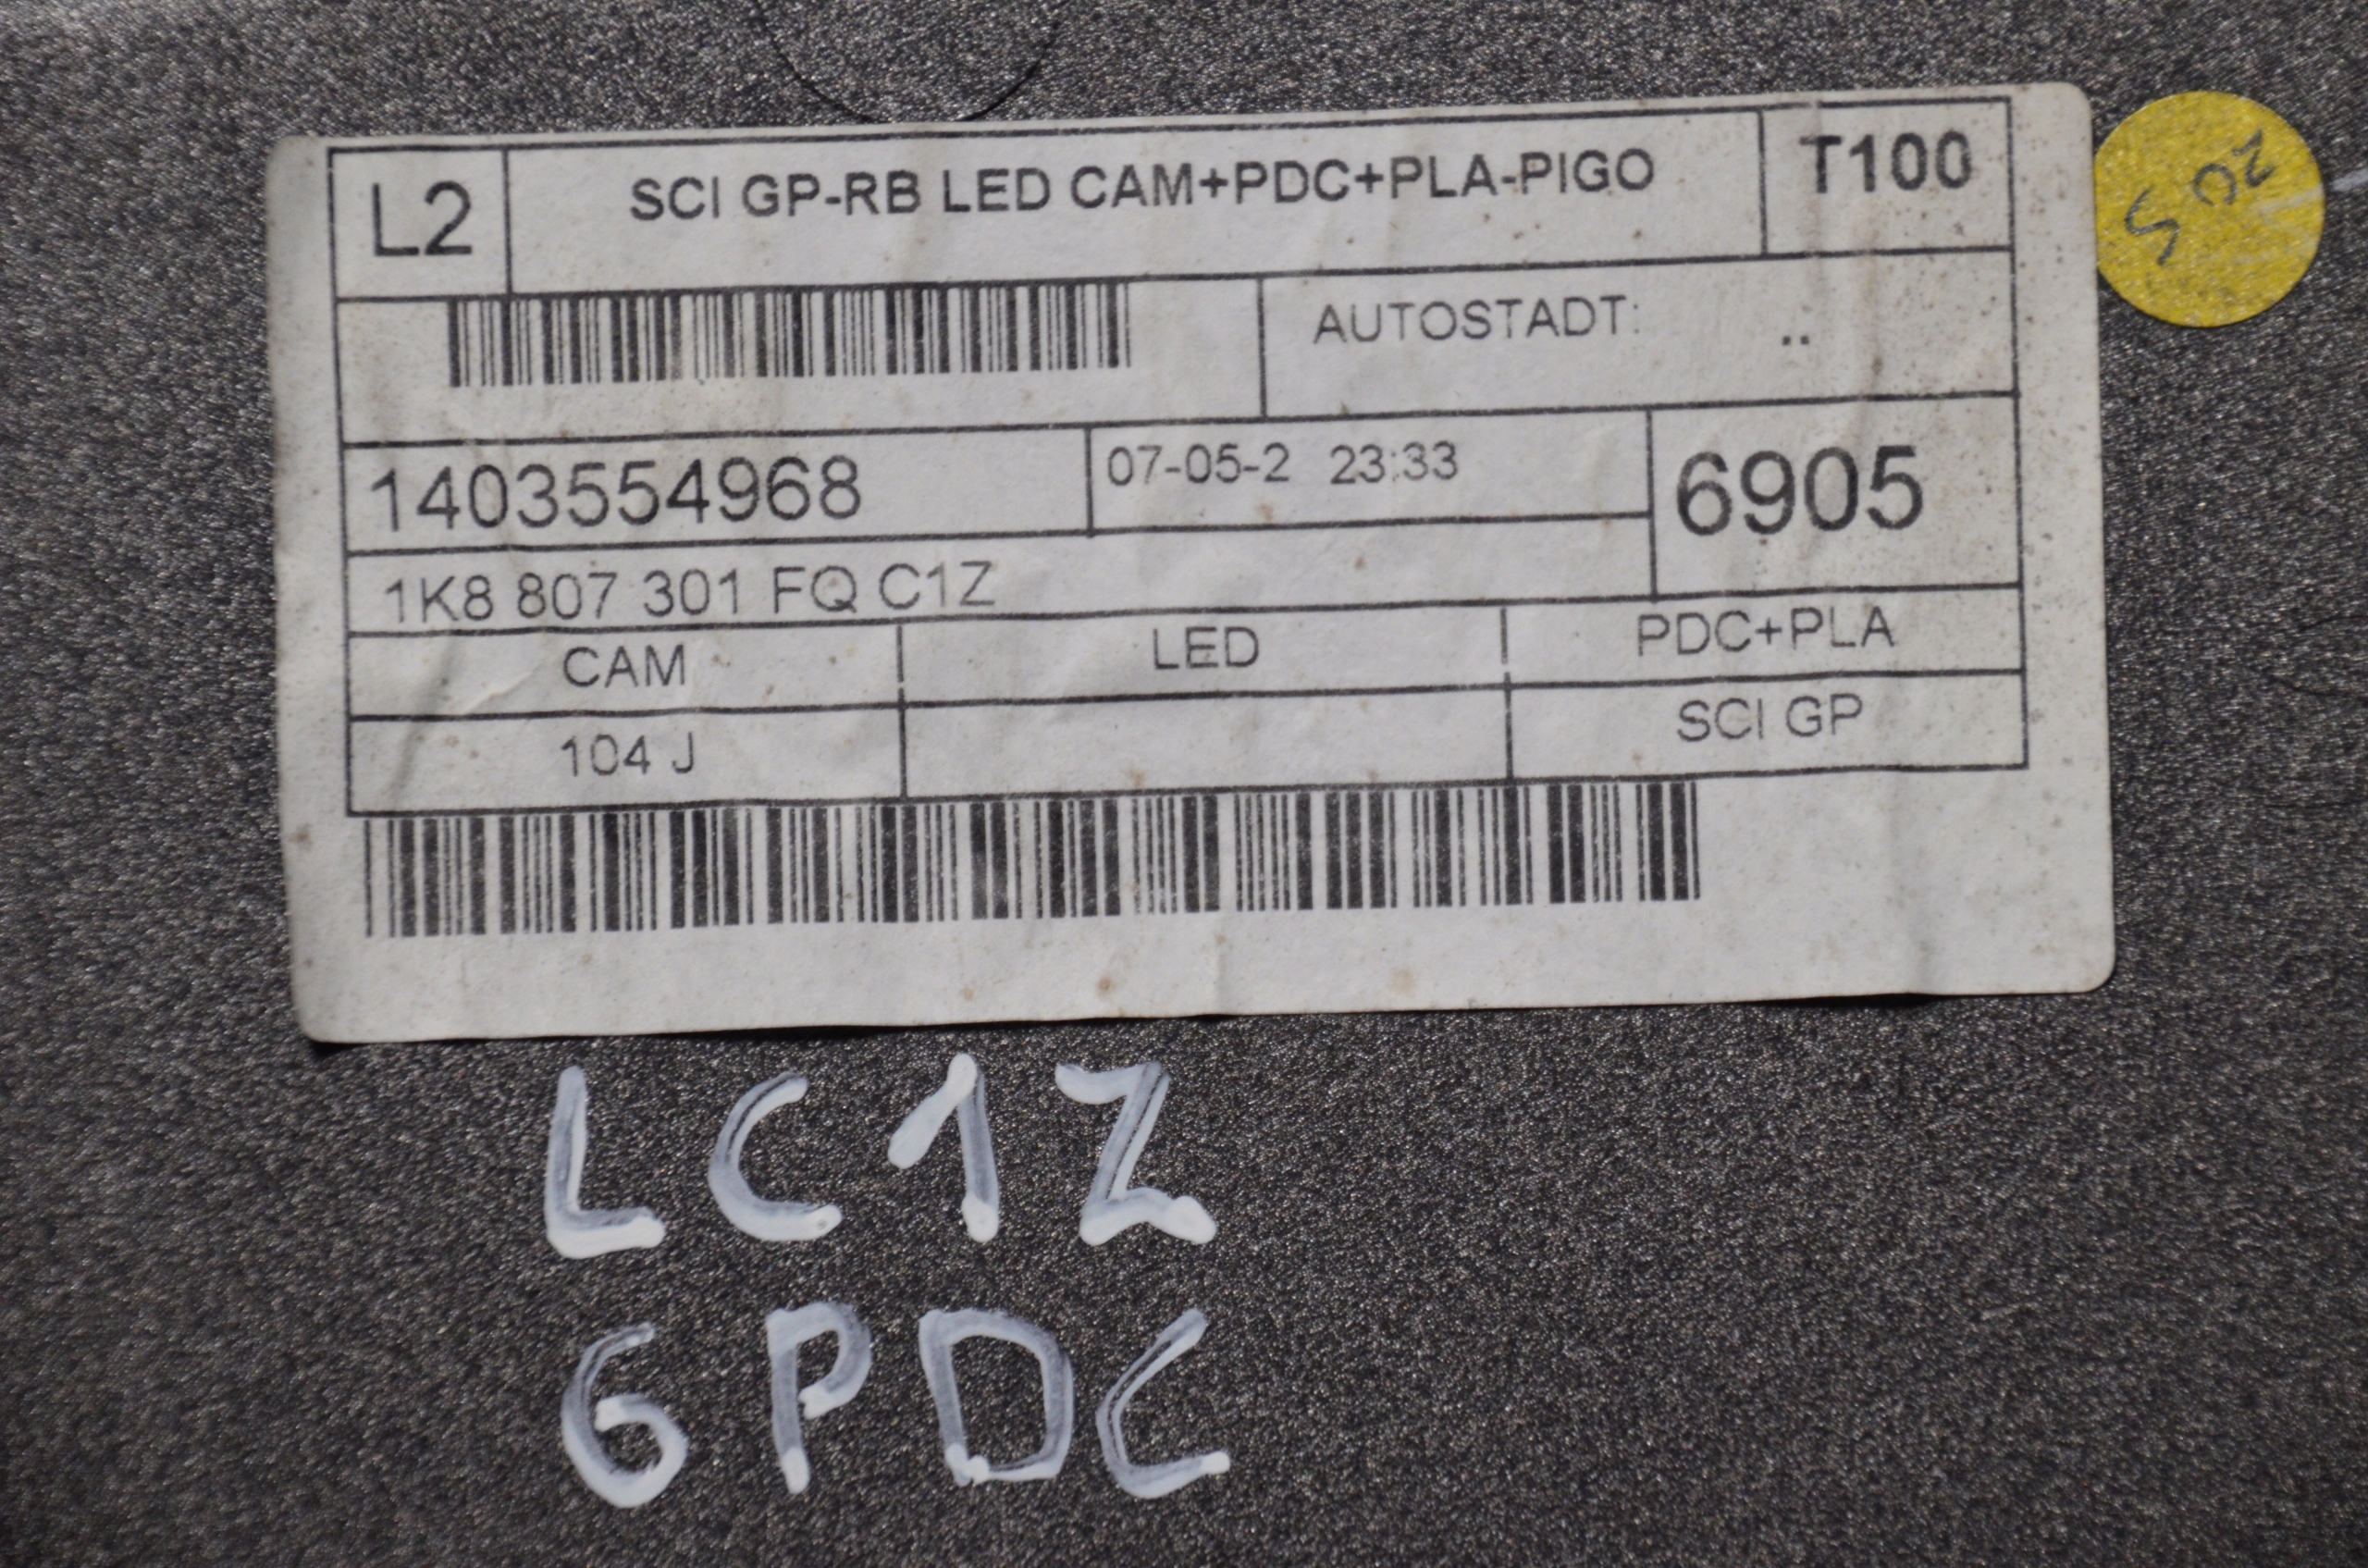 L2 SCI GP-RB LED CAM+PDC+PLA-PIGO T100
AUTOSTADT: ..
1403554968 07-05-2 23:33 6905
1K8 807 301 FQ C1Z
CAM LED PDC+PLA
104 J SCI GP
LC1Z
6PDC